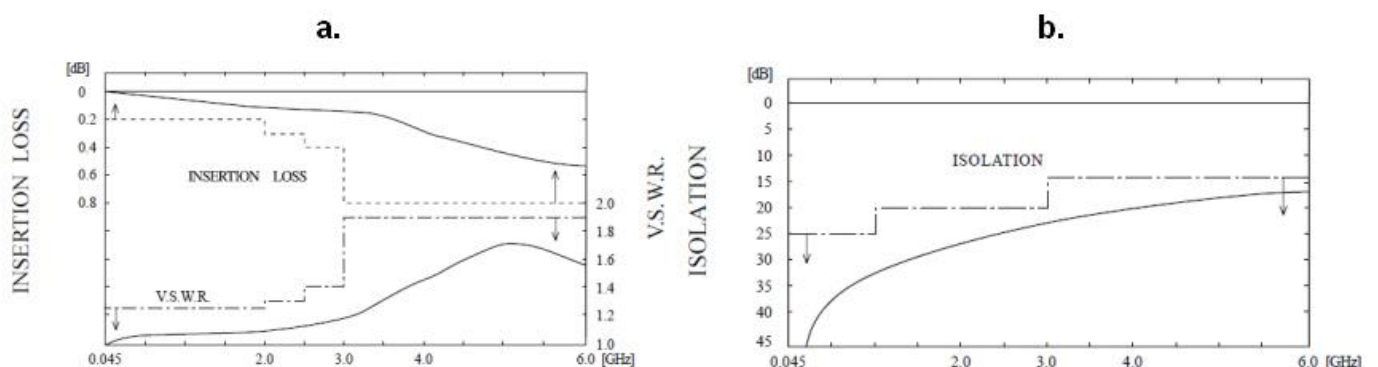 a.
[dB]
INSERTION LOSS
0
0.2
0.4
0.6
0.8
INSERTION LOSS
V.S.W.R.
2.0
1.8
1.6
1.4
1.2
1.0
V.S.W.R.
0.045
2.0
3.0
4.0
6.0 [GHz]
b.
[dB]
ISOLATION
0
5
10
15
20
25
30
35
40
45
ISOLATION
0.045
2.0
3.0
4.0
6.0 [GHz]